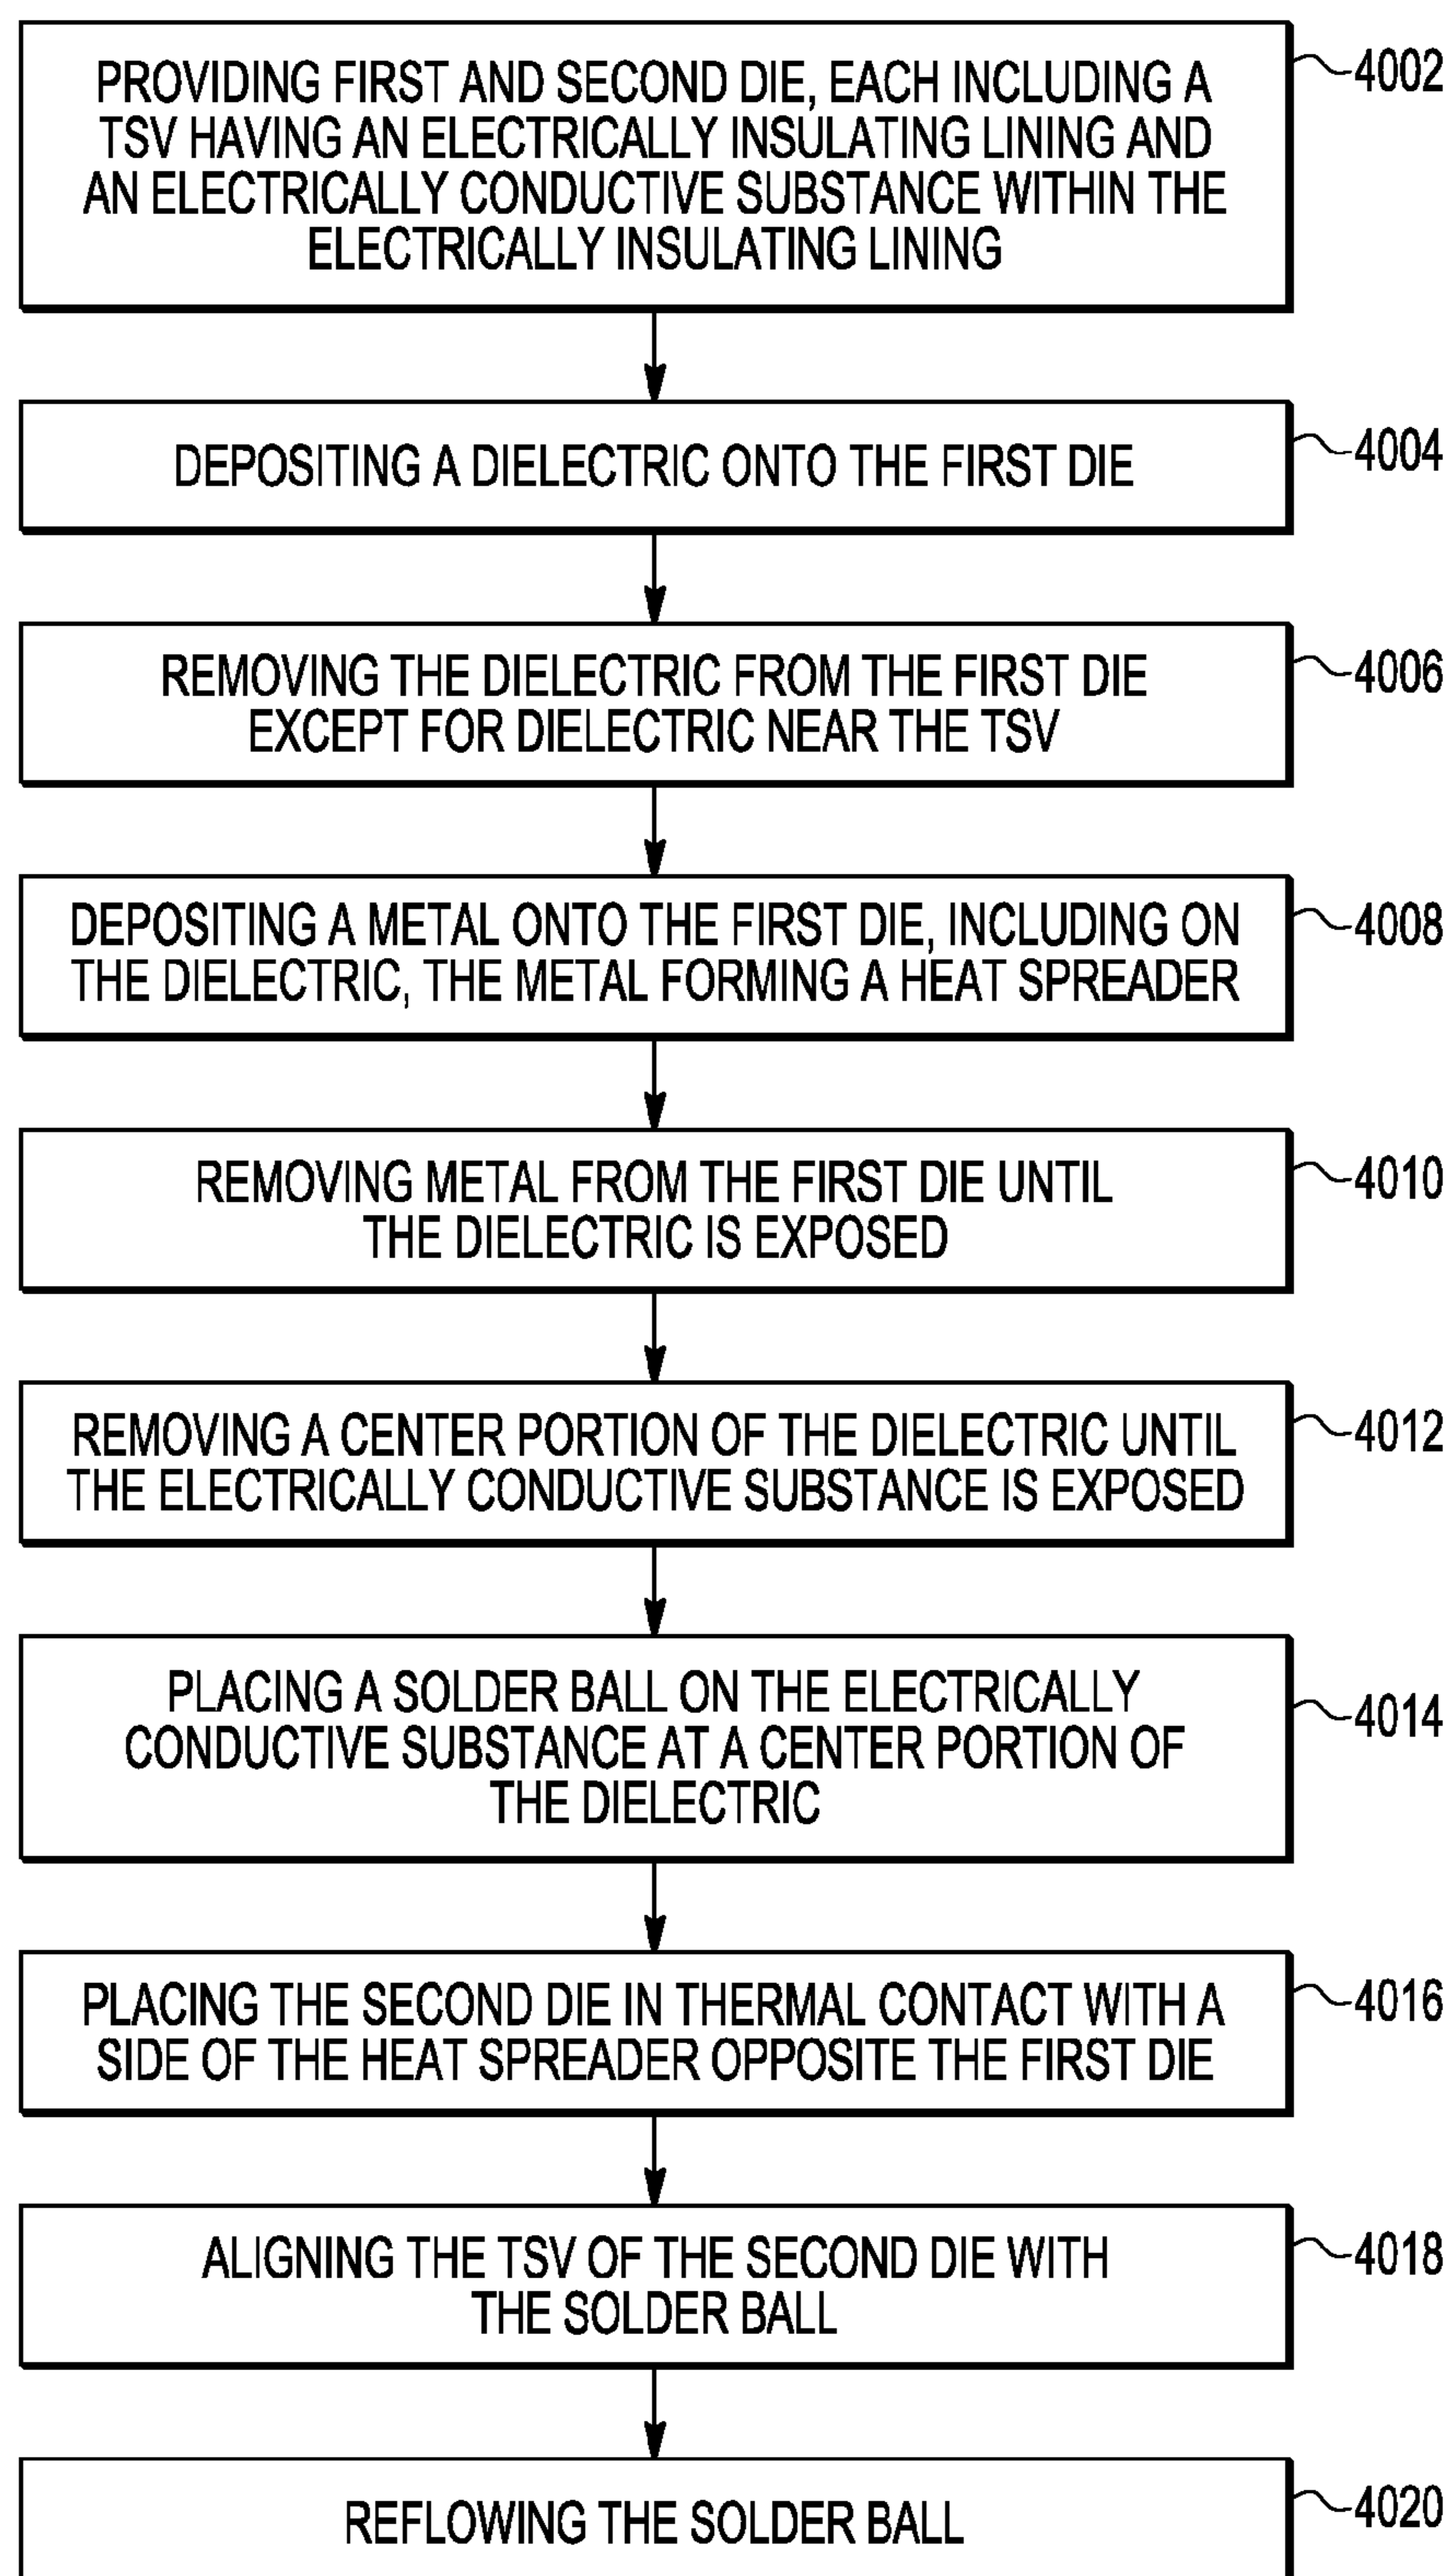 PROVIDING FIRST AND SECOND DIE, EACH INCLUDING A
TSV HAVING AN ELECTRICALLY INSULATING LINING AND
AN ELECTRICALLY CONDUCTIVE SUBSTANCE WITHIN THE
ELECTRICALLY INSULATING LINING
4002
DEPOSITING A DIELECTRIC ONTO THE FIRST DIE
4004
REMOVING THE DIELECTRIC FROM THE FIRST DIE
EXCEPT FOR DIELECTRIC NEAR THE TSV
4006
DEPOSITING A METAL ONTO THE FIRST DIE, INCLUDING ON
THE DIELECTRIC, THE METAL FORMING A HEAT SPREADER
4008
REMOVING METAL FROM THE FIRST DIE UNTIL
THE DIELECTRIC IS EXPOSED
4010
REMOVING A CENTER PORTION OF THE DIELECTRIC UNTIL
THE ELECTRICALLY CONDUCTIVE SUBSTANCE IS EXPOSED
4012
PLACING A SOLDER BALL ON THE ELECTRICALLY
CONDUCTIVE SUBSTANCE AT A CENTER PORTION OF
THE DIELECTRIC
4014
PLACING THE SECOND DIE IN THERMAL CONTACT WITH A
SIDE OF THE HEAT SPREADER OPPOSITE THE FIRST DIE
4016
ALIGNING THE TSV OF THE SECOND DIE WITH
THE SOLDER BALL
4018
REFLOWING THE SOLDER BALL
4020